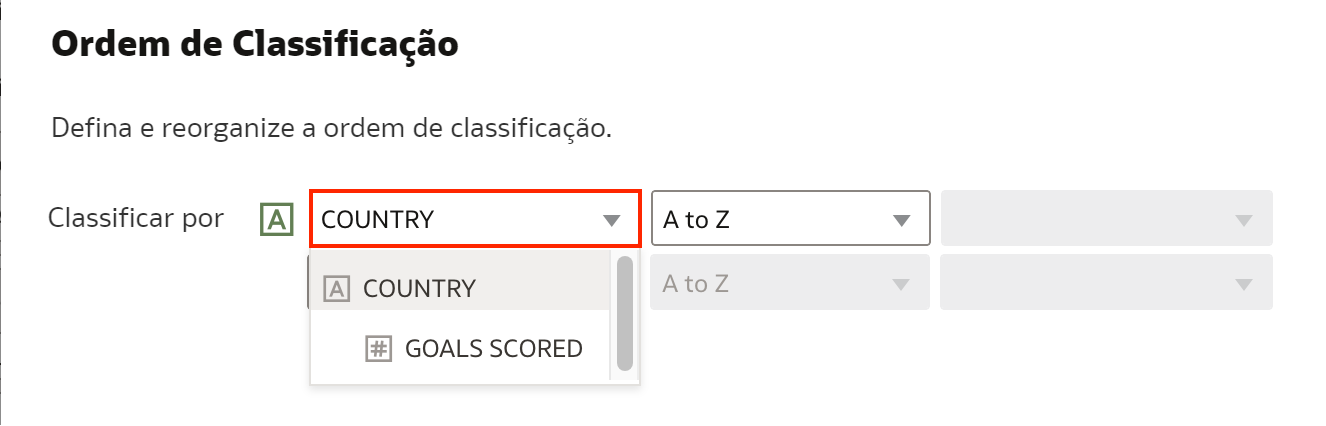 Ordem de Classificação
Defina e reorganize a ordem de classificação.
Classificar por A COUNTRY A to Z
A COUNTRY A to Z
# GOALS SCORED